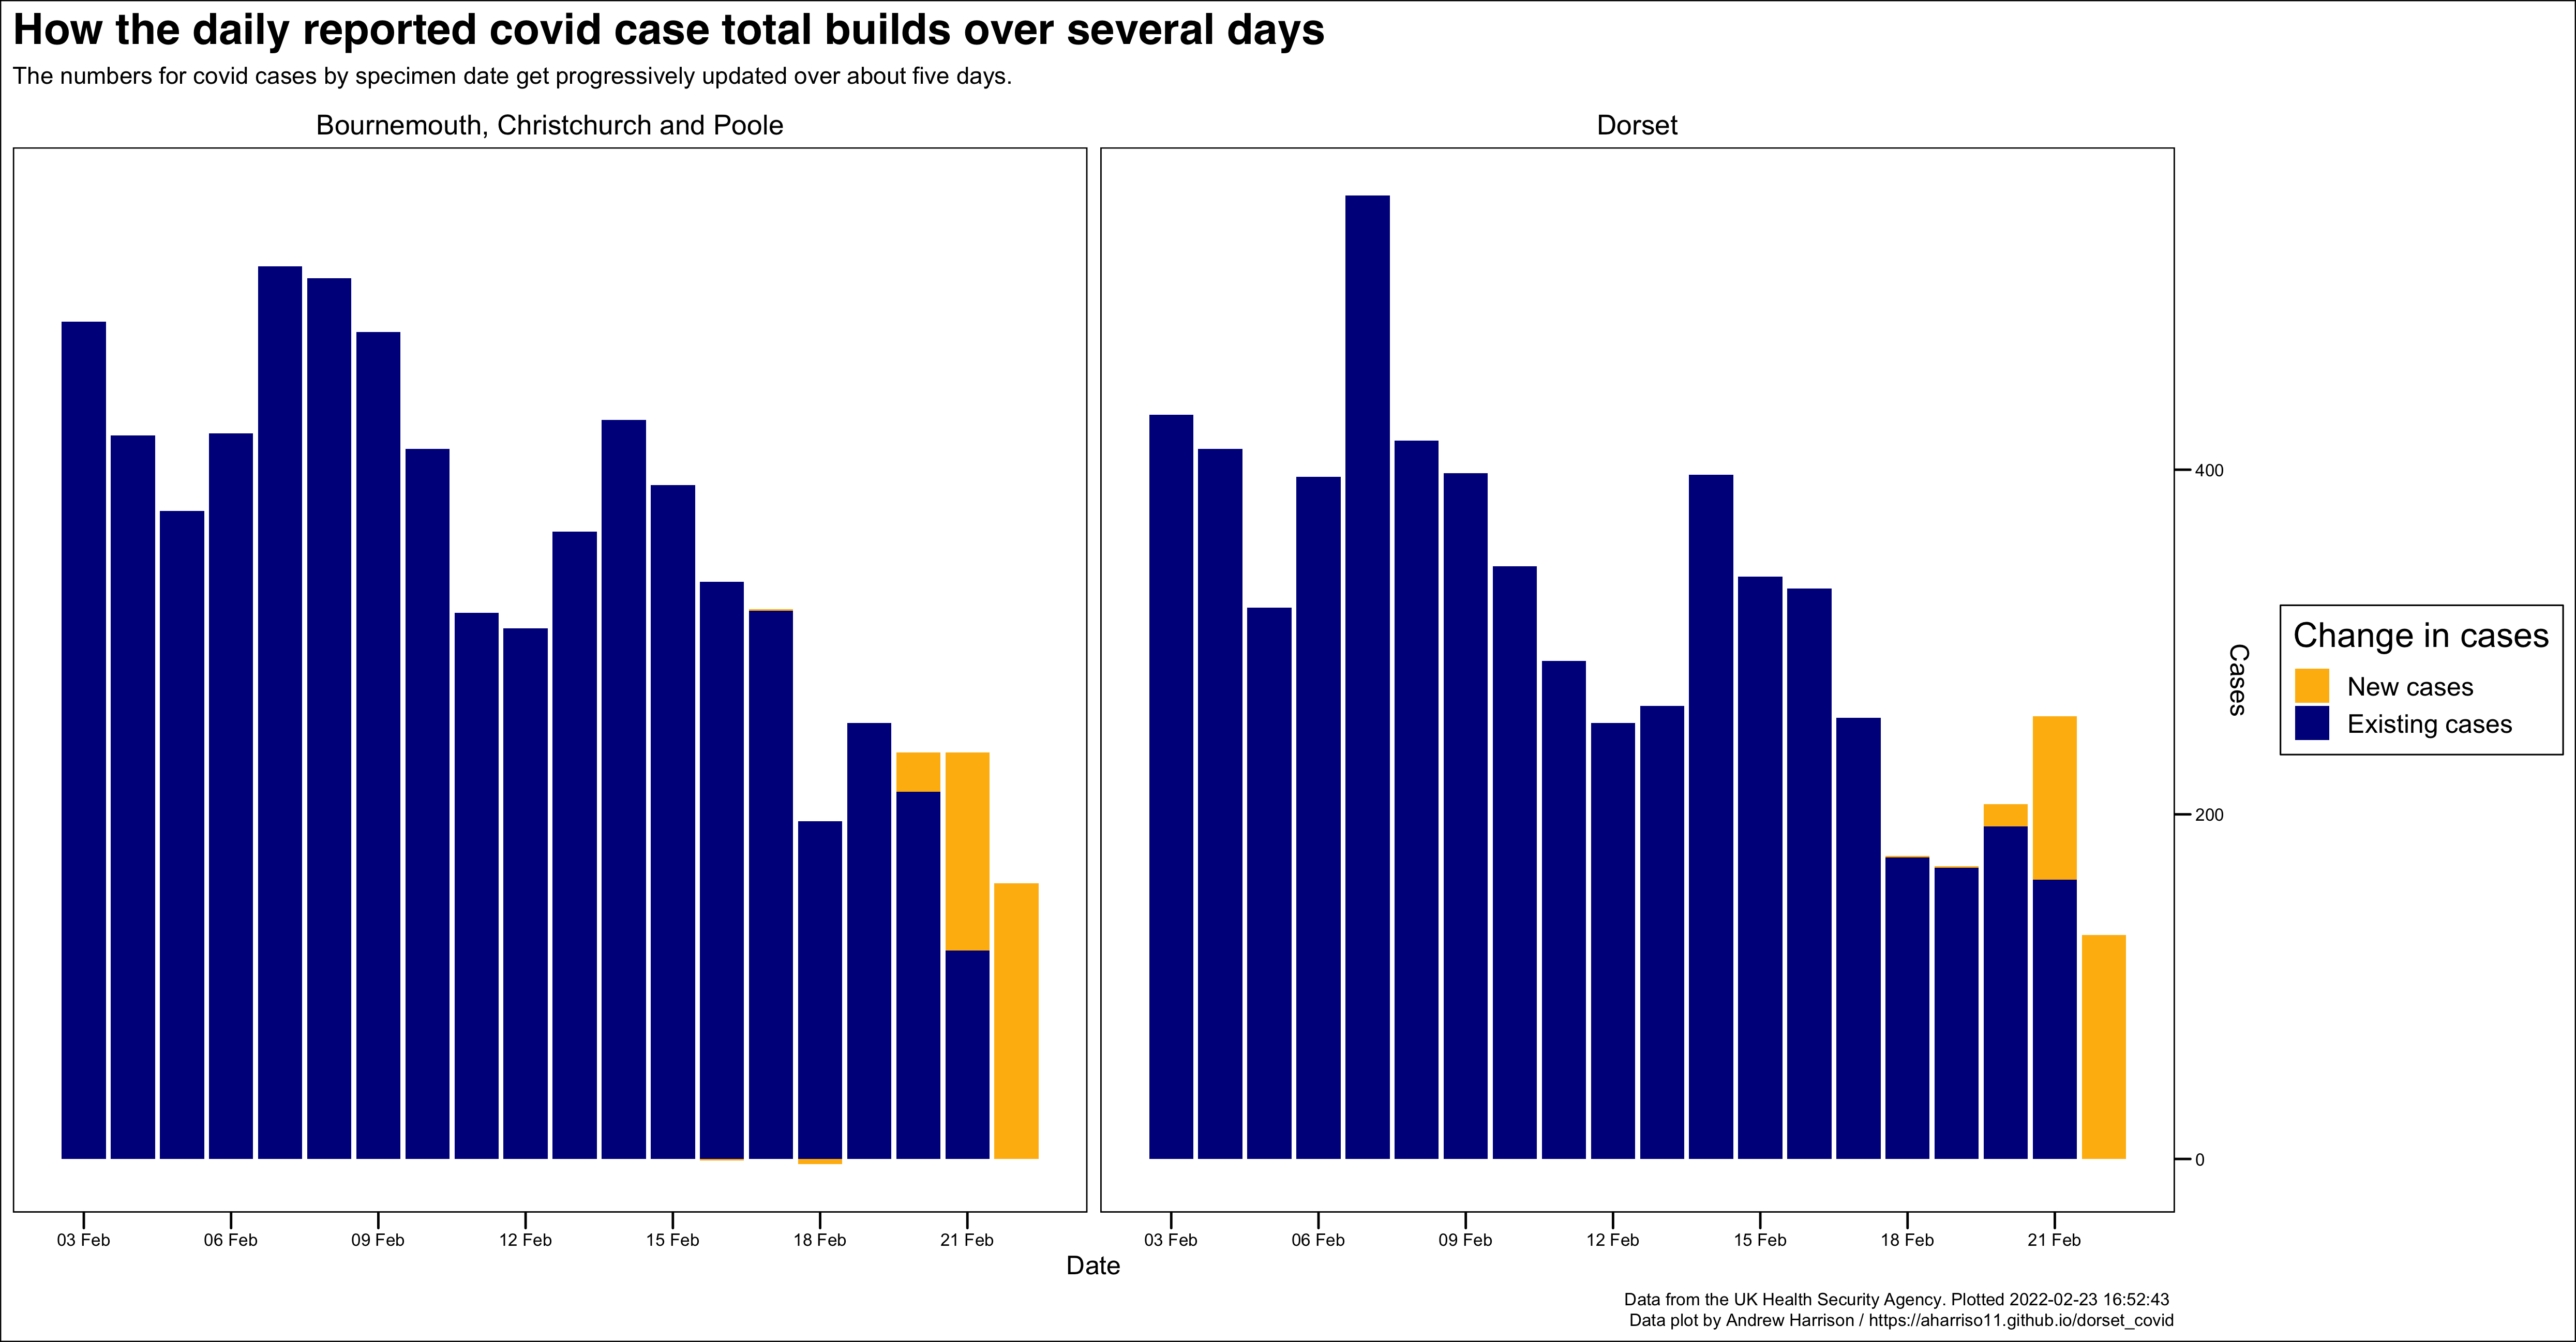 How the daily reported covid case total builds over several days
The numbers for covid cases by specimen date get progressively updated over about five days.
Bournemouth, Christchurch and Poole
Dorset
400
200
0
Cases
Change in cases
New cases
Existing cases
03 Feb 06 Feb 09 Feb 12 Feb 15 Feb 18 Feb 21 Feb
03 Feb 06 Feb 09 Feb 12 Feb 15 Feb 18 Feb 21 Feb
Date
Data from the UK Health Security Agency. Plotted 2022-02-23 16:52:43
Data plot by Andrew Harrison / https://aharriso11.github.io/dorset_covid